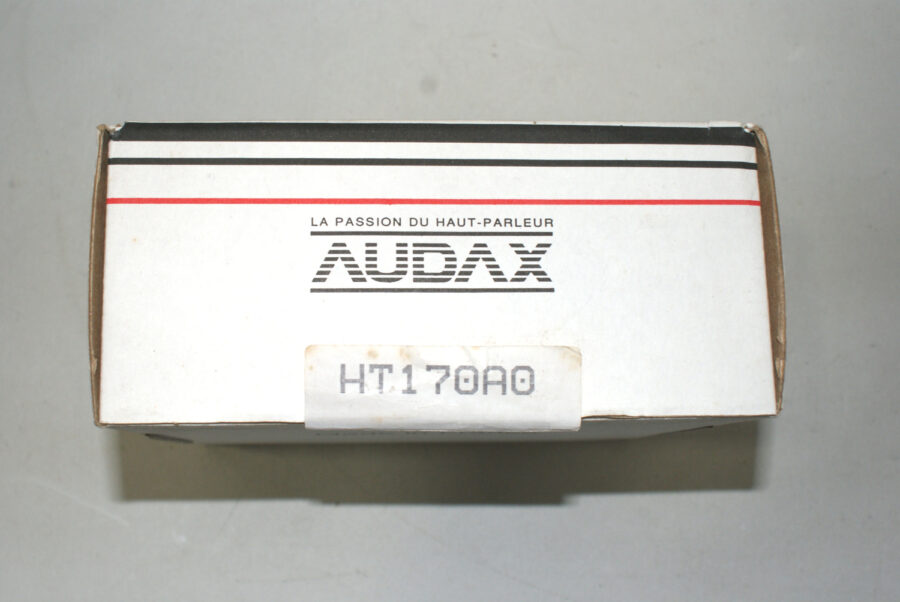 LA PASSION DU HAUT-PARLEUR
AUDAX
HT170A0